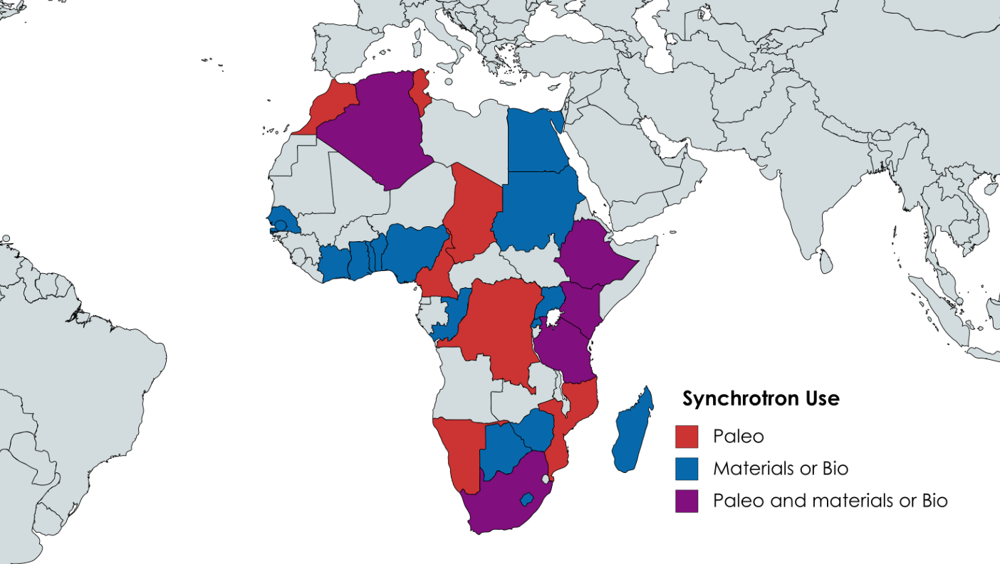 Synchrotron Use
Paleo
Materials or Bio
Paleo and materials or Bio